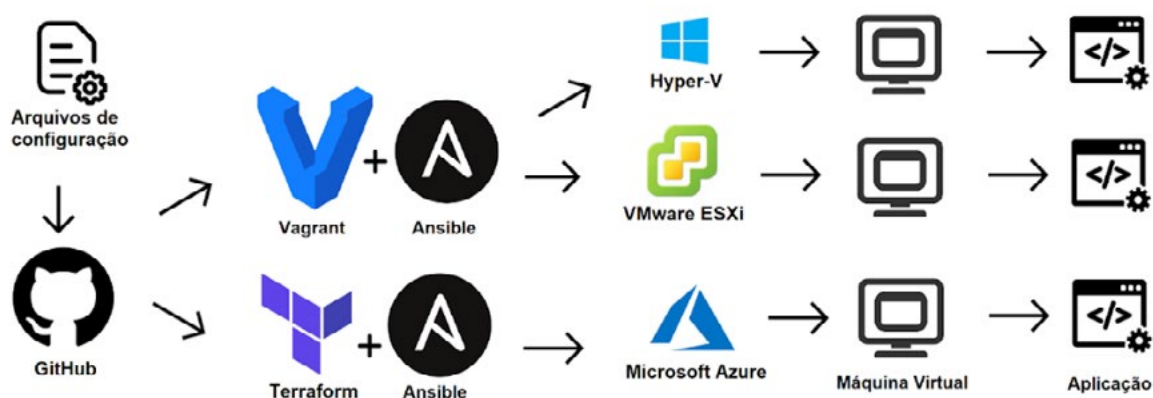 Arquivos de
configuração
GitHub
Vagrant
Ansible
Terraform
Ansible
Hyper-V
</>
VMware ESXi
</>
Microsoft Azure
Máquina Virtual
</>
Aplicação